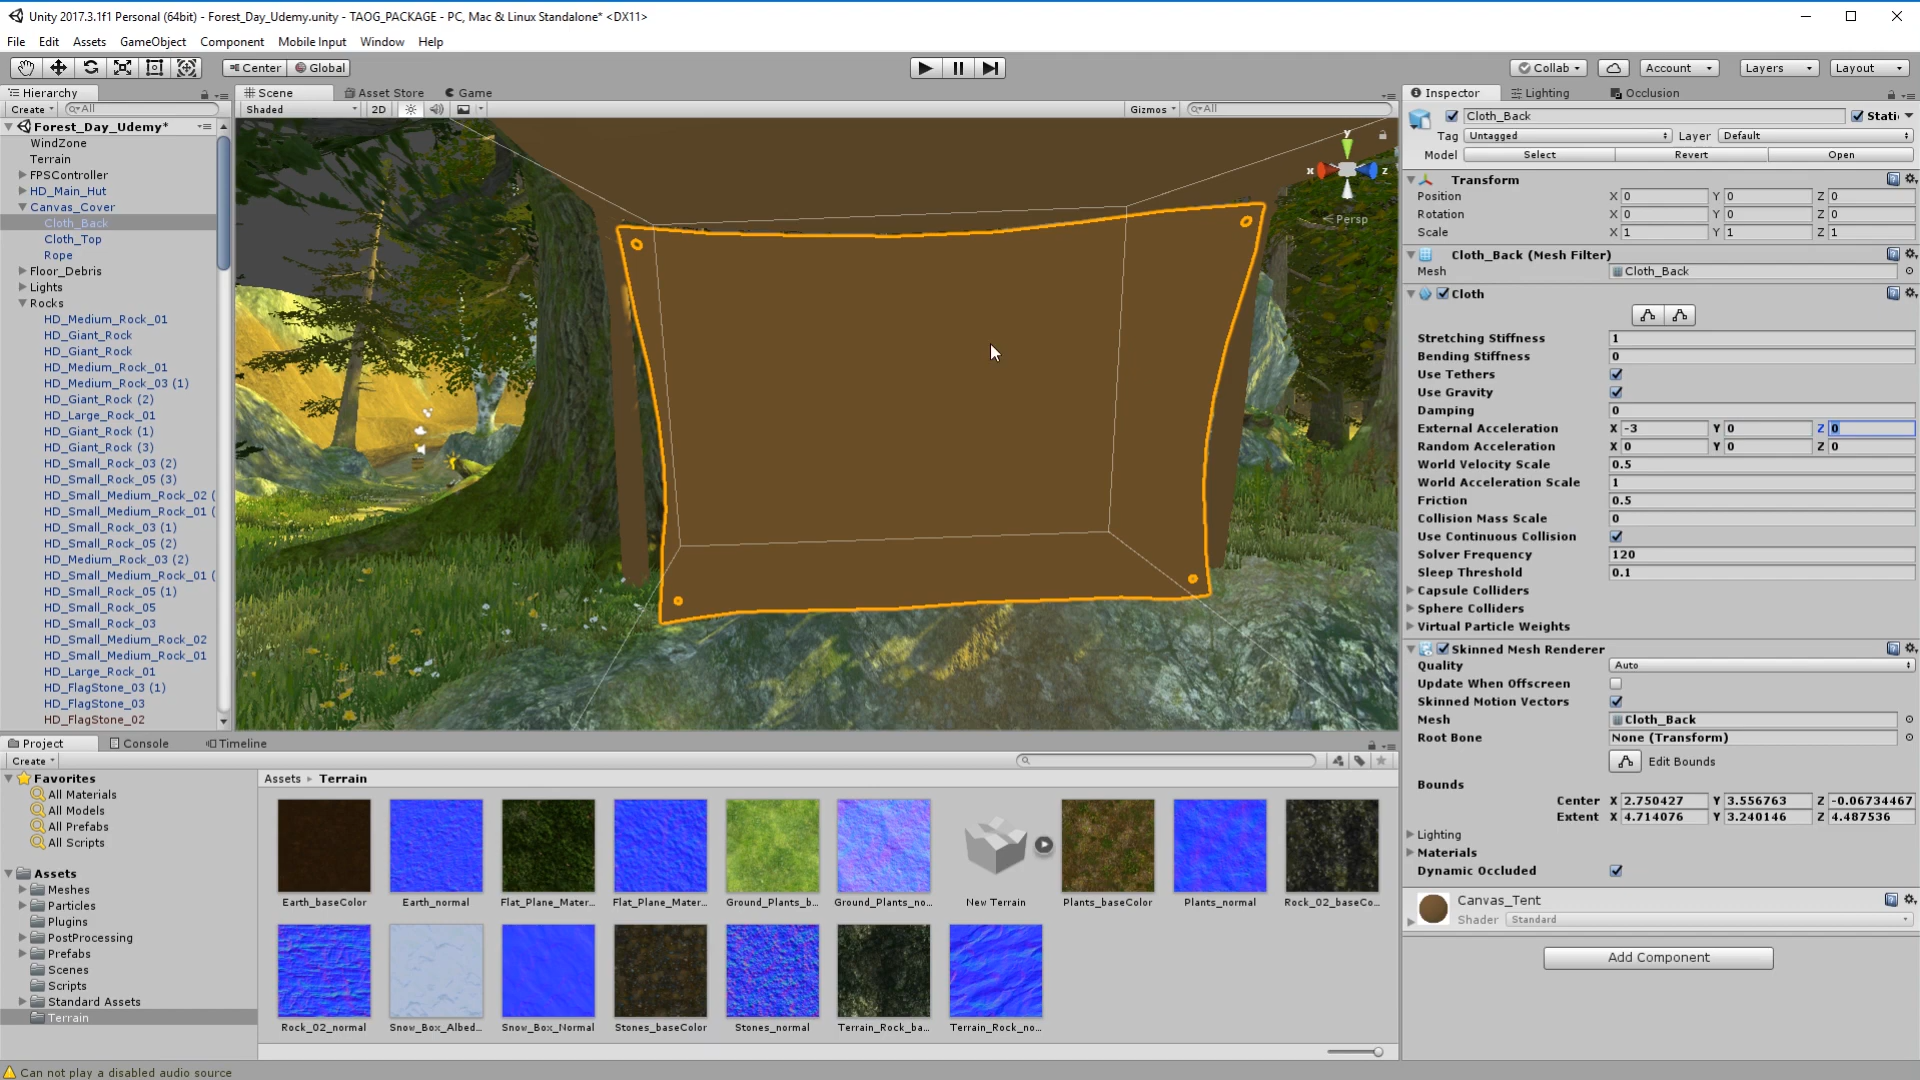 Unity 2017.3.1f1 Personal (64bit) - Forest_Day_Udemy.unity - TAOG_PACKAGE - PC, Mac & Linux Standalone* <DX11>
File Edit Assets GameObject Component Mobile Input Window Help
Center Global Collab Account Layers Layout
Hierarchy
Create All
Forest_Day_Udemy*
WindZone
Terrain
FPSController
HD_Main_Hut
Canvas_Cover
Cloth_Back
Cloth_Top
Rope
Floor_Debris
Lights
Rocks
HD_Medium_Rock_01
HD_Giant_Rock
HD_Giant_Rock
HD_Medium_Rock_01
HD_Medium_Rock_03 (1)
HD_Giant_Rock (2)
HD_Large_Rock_01
HD_Giant_Rock (1)
HD_Giant_Rock (3)
HD_Small_Rock_03 (2)
HD_Small_Rock_05 (3)
HD_Small_Medium_Rock_02 (
HD_Small_Medium_Rock_01 (
HD_Small_Rock_03 (1)
HD_Small_Rock_05 (2)
HD_Medium_Rock_03 (2)
HD_Small_Medium_Rock_01 (
HD_Small_Rock_05 (1)
HD_Small_Rock_05
HD_Small_Rock_03
HD_Small_Medium_Rock_02
HD_Small_Medium_Rock_01
HD_Large_Rock_01
HD_FlagStone_03 (1)
HD_FlagStone_03
HD_FlagStone_02
Scene Asset Store Game
Shaded 2D Gizmos All
y
x z
Persp
Inspector Lighting Occlusion
Cloth_Back Stati
Tag Untagged Layer Default
Model Select Revert Open
Transform
Position X 0 Y 0 Z 0
Rotation X 0 Y 0 Z 0
Scale X 1 Y 1 Z 1
Cloth_Back (Mesh Filter)
Mesh Cloth_Back
Cloth
Stretching Stiffness 1
Bending Stiffness 0
Use Tethers
Use Gravity
Damping 0
External Acceleration X -3 Y 0 Z 0
Random Acceleration X 0 Y 0 Z 0
World Velocity Scale 0.5
World Acceleration Scale 1
Friction 0.5
Collision Mass Scale 0
Use Continuous Collision
Solver Frequency 120
Sleep Threshold 0.1
Capsule Colliders
Sphere Colliders
Virtual Particle Weights
Skinned Mesh Renderer
Quality Auto
Update When Offscreen
Skinned Motion Vectors
Mesh Cloth_Back
Root Bone None (Transform)
Edit Bounds
Bounds
Center X 2.750427 Y 3.556763 Z -0.06734467
Extent X 4.714076 Y 3.240146 Z 4.487536
Lighting
Materials
Dynamic Occluded
Canvas_Tent
Shader Standard
Add Component
Project Console Timeline
Create
Favorites
All Materials
All Models
All Prefabs
All Scripts
Assets
Meshes
Particles
Plugins
PostProcessing
Prefabs
Scenes
Scripts
Standard Assets
Terrain
Assets Terrain
Earth_baseColor Earth_normal Flat_Plane_Mater... Flat_Plane_Mater... Ground_Plants_b... Ground_Plants_no... New Terrain Plants_baseColor Plants_normal Rock_02_baseCo...
Rock_02_normal Snow_Box_Albed... Snow_Box_Normal Stones_baseColor Stones_normal Terrain_Rock_ba... Terrain_Rock_no...
Can not play a disabled audio source